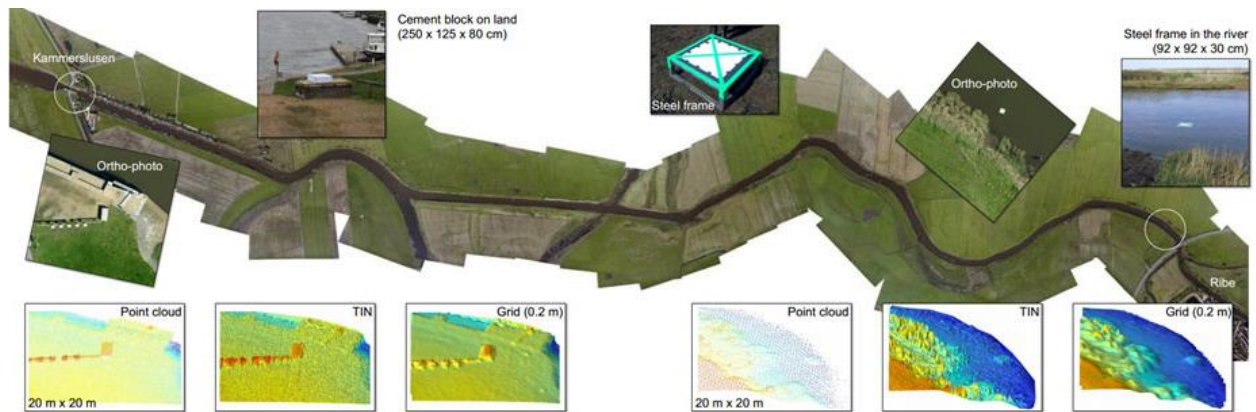 Cement block on land
(250 x 125 x 80 cm)
Kammerslusen
Ortho-photo
Steel frame
Ortho-photo
Steel frame in the river
(92 x 92 x 30 cm)
Ribe
Point cloud
20 m x 20 m
TIN
Grid (0.2 m)
Point cloud
20 m x 20 m
TIN
Grid (0.2 m)